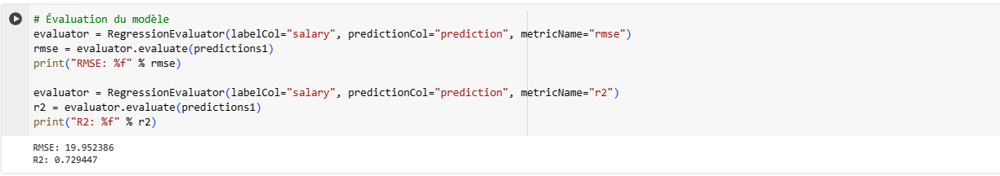 # Évaluation du modèle
evaluator = RegressionEvaluator(labelCol="salary", predictionCol="prediction", metricName="rmse")
rmse = evaluator.evaluate(predictions1)
print("RMSE: %f" % rmse)
evaluator = RegressionEvaluator(labelCol="salary", predictionCol="prediction", metricName="r2")
r2 = evaluator.evaluate(predictions1)
print("R2: %f" % r2)
RMSE: 19.952386
R2: 0.729447